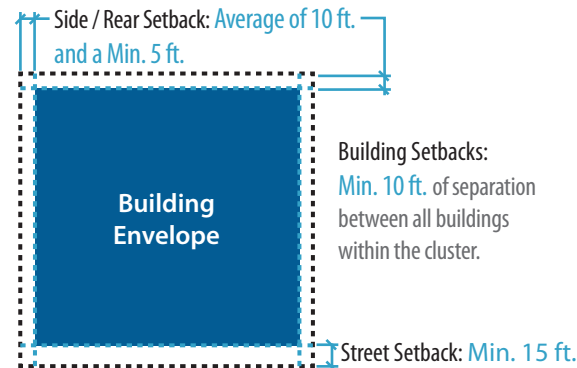 Side / Rear Setback: Average of 10 ft.
and a Min. 5 ft.
Building
Envelope
Building Setbacks:
Min. 10 ft. of separation
between all buildings
within the cluster.
Street Setback: Min. 15 ft.